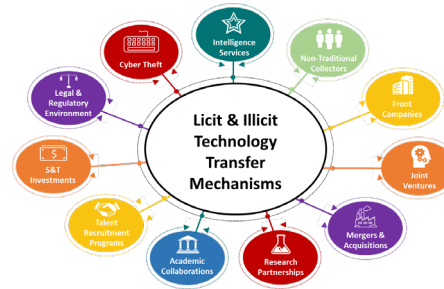 Intelligence
Services
Non-Traditional
Collectors
Front
Companies
Joint
Ventures
Mergers &
Acquisitions
Research
Partnerships
Academic
Collaborations
Talent
Recruitment
Programs
S&T
Investments
Legal &
Regulatory
Environment
Cyber Theft
Licit & Illicit
Technology
Transfer
Mechanisms